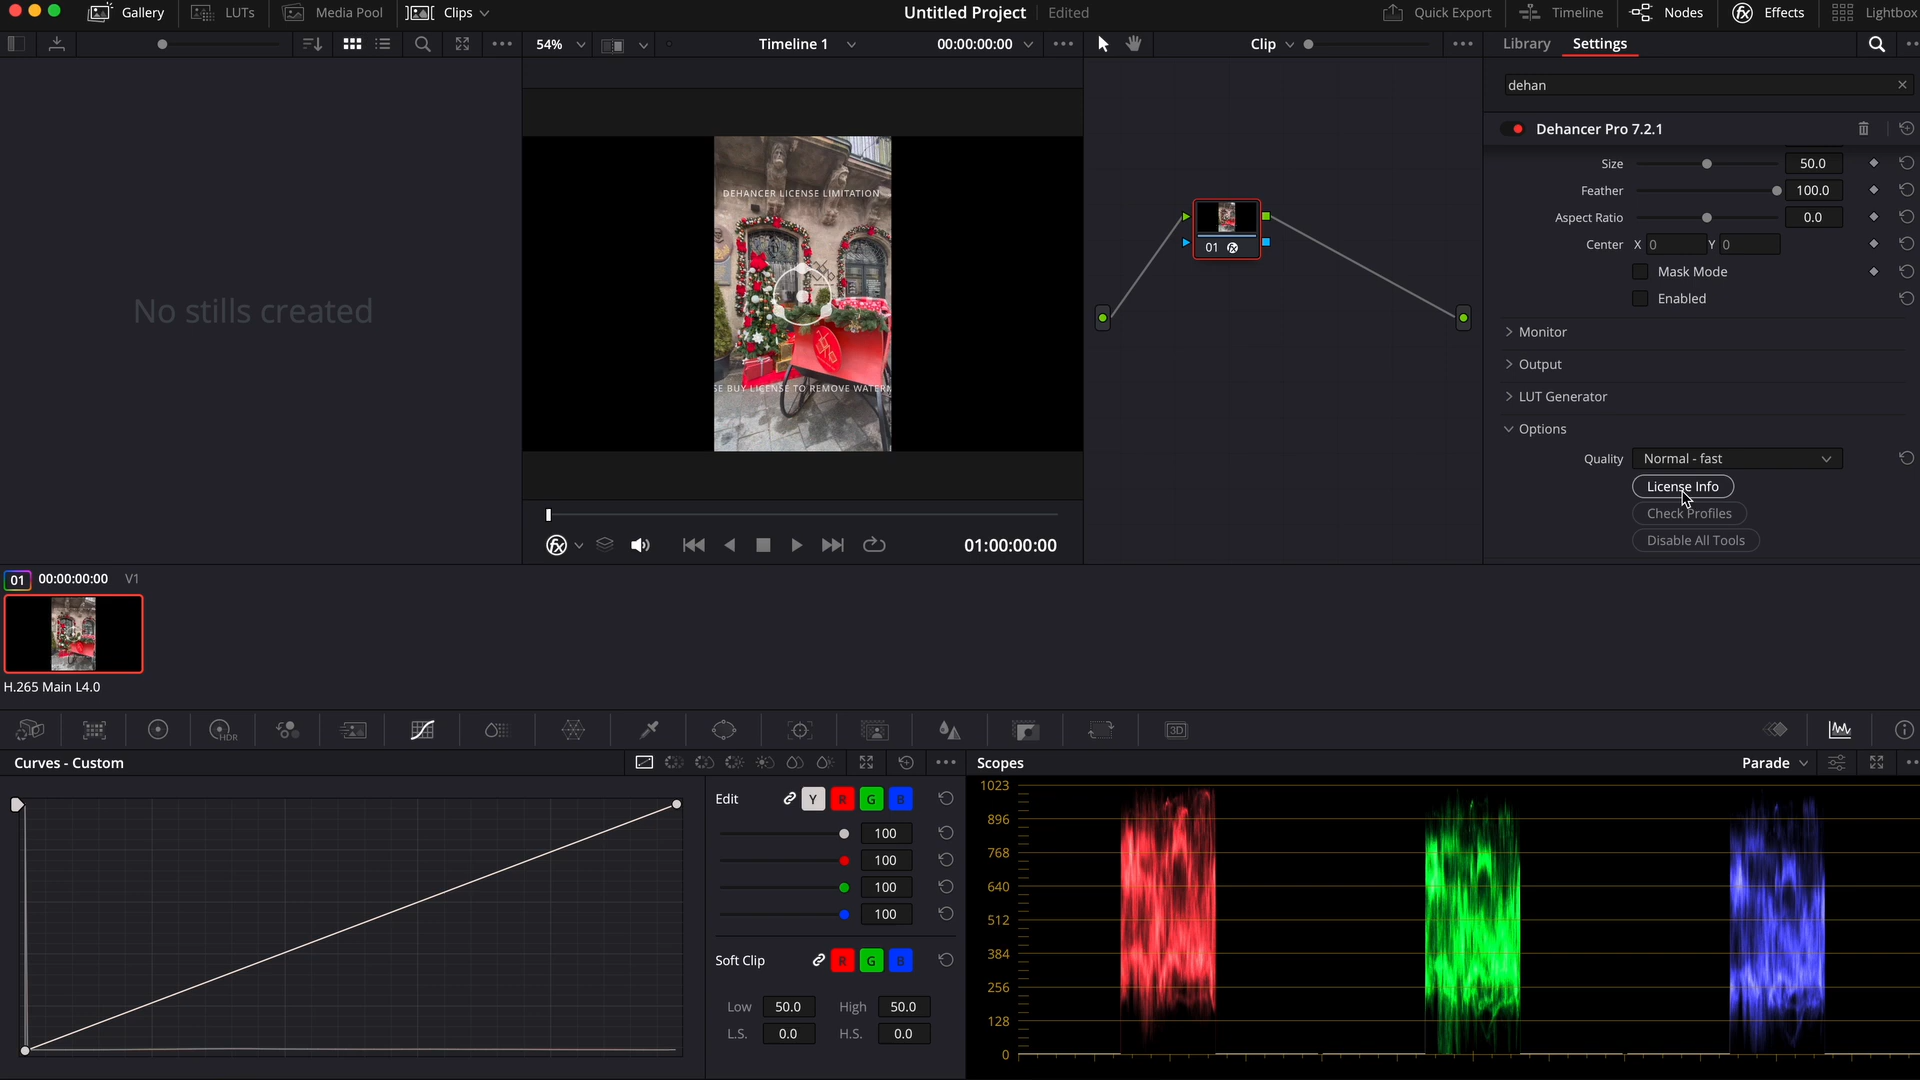 Gallery LUTs Media Pool Clips Untitled Project Edited Quick Export Timeline Nodes Effects Lightbox
54% Timeline 1 00:00:00:00 Clip Library Settings
dehan
Dehancer Pro 7.2.1
Size 50.0
Feather 100.0
Aspect Ratio 0.0
Center X 0 Y 0
Mask Mode
Enabled
Monitor
Output
LUT Generator
Options
Quality Normal - fast
License Info
Check Profiles
Disable All Tools
No stills created
DEHANCER LICENSE LIMITATION
SE BUY LICENSE TO REMOVE WATERM
01
01:00:00:00
01 00:00:00:00 V1
H.265 Main L4.0
HDR
3D
Curves - Custom
Edit Y R G B
100
100
100
100
Soft Clip R G B
Low 50.0 High 50.0
L.S. 0.0 H.S. 0.0
Scopes Parade
1023
896
768
640
512
384
256
128
0